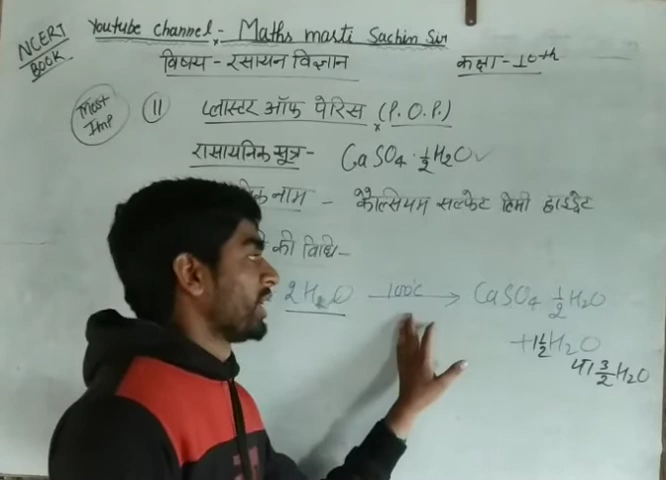 NCERT BOOK
Youtube channel - Maths masti Sachin Sir
विषय - रसायन विज्ञान कक्षा - 10th
Most Imp
11 प्लास्टर ऑफ पेरिस (P.O.P.)
रासायनिक सूत्र - CaSO4·½H2O
नाम - कैल्सियम सल्फेट हेमी हाइड्रेट
की विधि -
2H2O 100℃ → CaSO4 ½H2O
+1½H2O
या 3/2 H2O